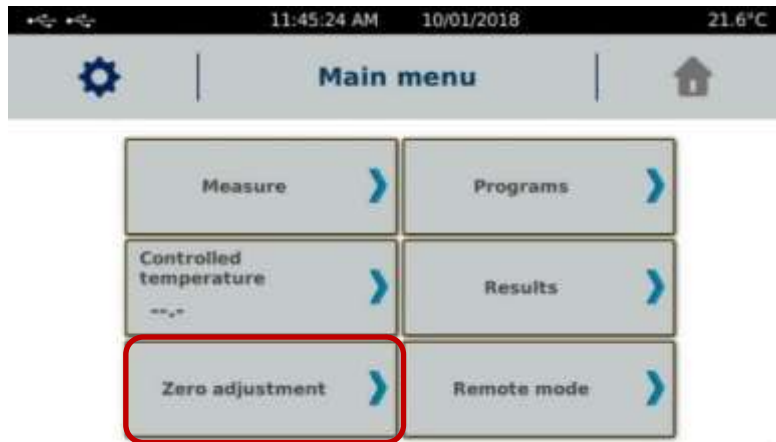 11:45:24 AM 10/01/2018 21.6°C
Main menu
Measure
Programs
Controlled
temperature
--.-
Results
Zero adjustment
Remote mode